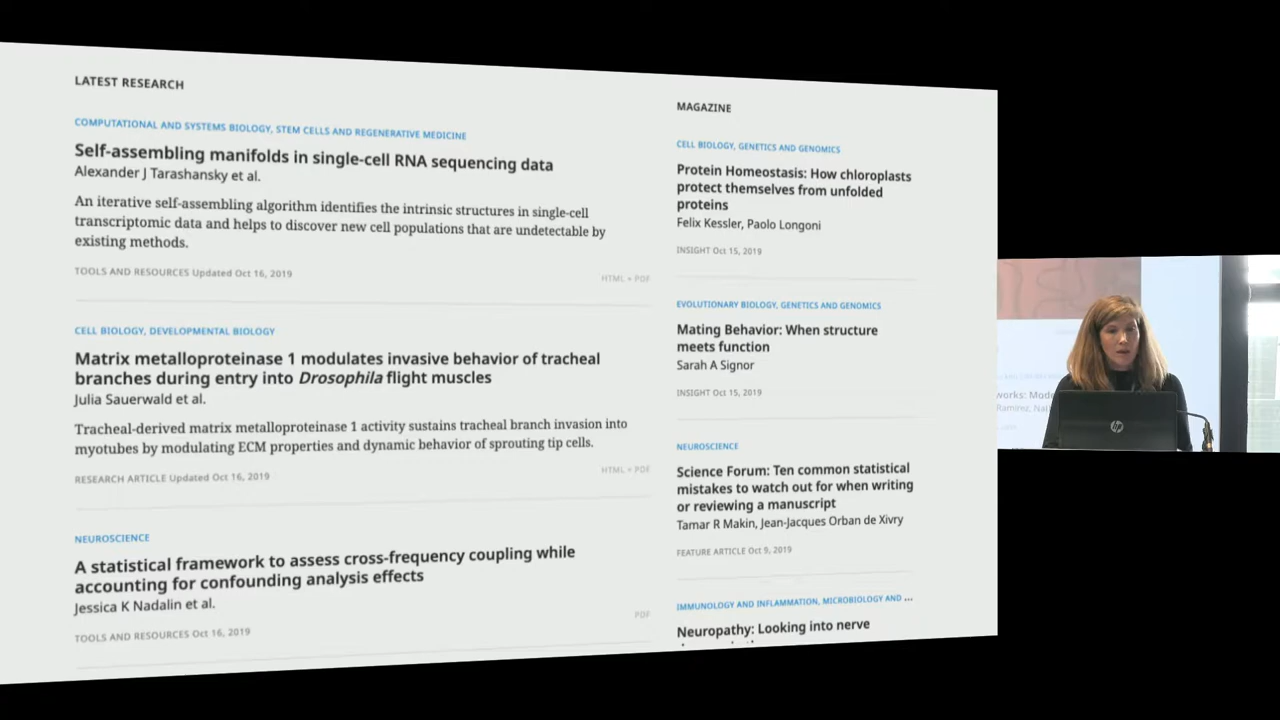 LATEST RESEARCH
COMPUTATIONAL AND SYSTEMS BIOLOGY, STEM CELLS AND REGENERATIVE MEDICINE
Self-assembling manifolds in single-cell RNA sequencing data
Alexander J Tarashansky et al.
An iterative self-assembling algorithm identifies the intrinsic structures in single-cell
transcriptomic data and helps to discover new cell populations that are undetectable by
existing methods.
TOOLS AND RESOURCES Updated Oct 16, 2019
HTML + PDF
CELL BIOLOGY, DEVELOPMENTAL BIOLOGY
Matrix metalloproteinase 1 modulates invasive behavior of tracheal
branches during entry into Drosophila flight muscles
Julia Sauerwald et al.
Tracheal-derived matrix metalloproteinase 1 activity sustains tracheal branch invasion into
myotubes by modulating ECM properties and dynamic behavior of sprouting tip cells.
RESEARCH ARTICLE Updated Oct 16, 2019
HTML + PDF
NEUROSCIENCE
A statistical framework to assess cross-frequency coupling while
accounting for confounding analysis effects
Jessica K Nadalin et al.
PDF
TOOLS AND RESOURCES Oct 16, 2019
MAGAZINE
CELL BIOLOGY, GENETICS AND GENOMICS
Protein Homeostasis: How chloroplasts
protect themselves from unfolded
proteins
Felix Kessler, Paolo Longoni
INSIGHT Oct 15, 2019
EVOLUTIONARY BIOLOGY, GENETICS AND GENOMICS
Mating Behavior: When structure
meets function
Sarah A Signor
INSIGHT Oct 15, 2019
NEUROSCIENCE
Science Forum: Ten common statistical
mistakes to watch out for when writing
or reviewing a manuscript
Tamar R Makin, Jean-Jacques Orban de Xivry
FEATURE ARTICLE Oct 9, 2019
IMMUNOLOGY AND INFLAMMATION, MICROBIOLOGY AND ...
Neuropathy: Looking into nerve
works: Mode
Ramirez, Nal
hp